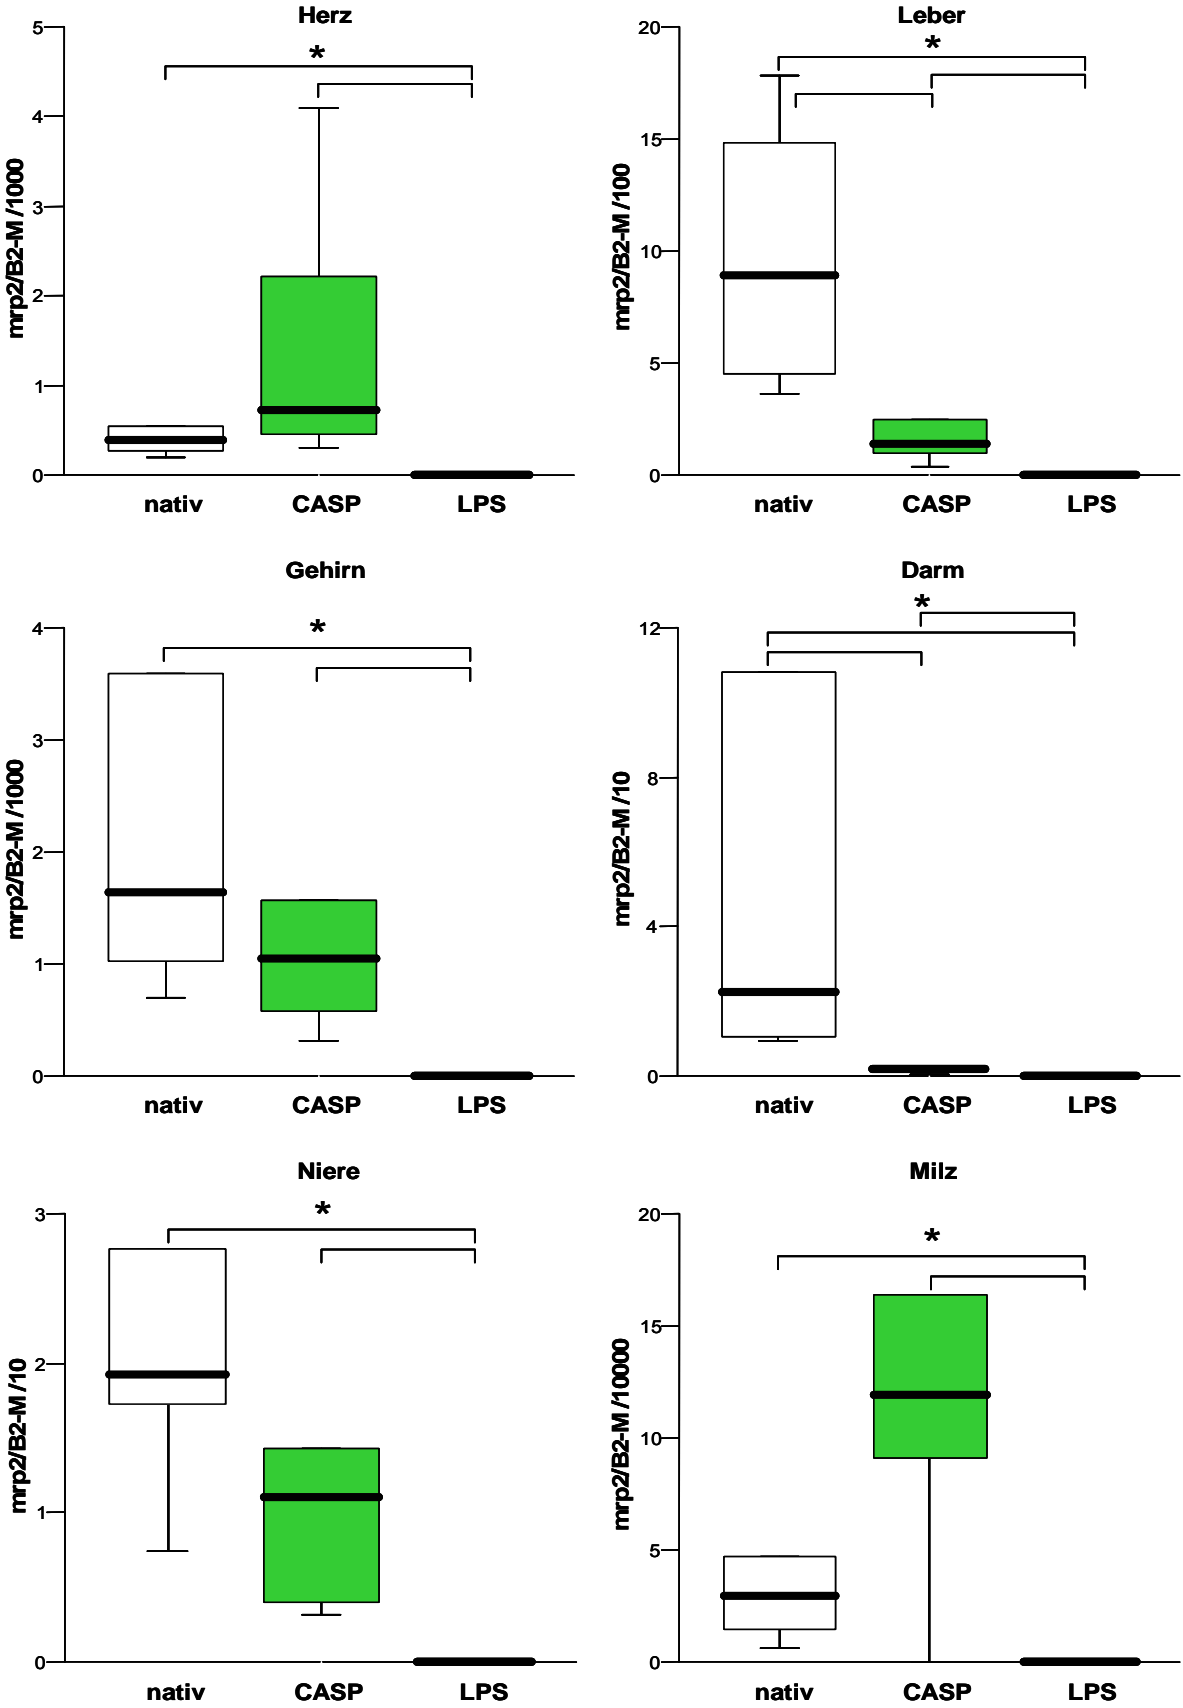 Herz
*
5
4
3
2
1
0
mrp2/B2-M /1000
nativ CASP LPS
Leber
*
20
15
10
5
0
mrp2/B2-M /100
nativ CASP LPS
Gehirn
*
4
3
2
1
0
mrp2/B2-M /1000
nativ CASP LPS
Darm
*
12
8
4
0
mrp2/B2-M /10
nativ CASP LPS
Niere
*
3
2
1
0
mrp2/B2-M /10
nativ CASP LPS
Milz
*
20
15
10
5
0
mrp2/B2-M /10000
nativ CASP LPS